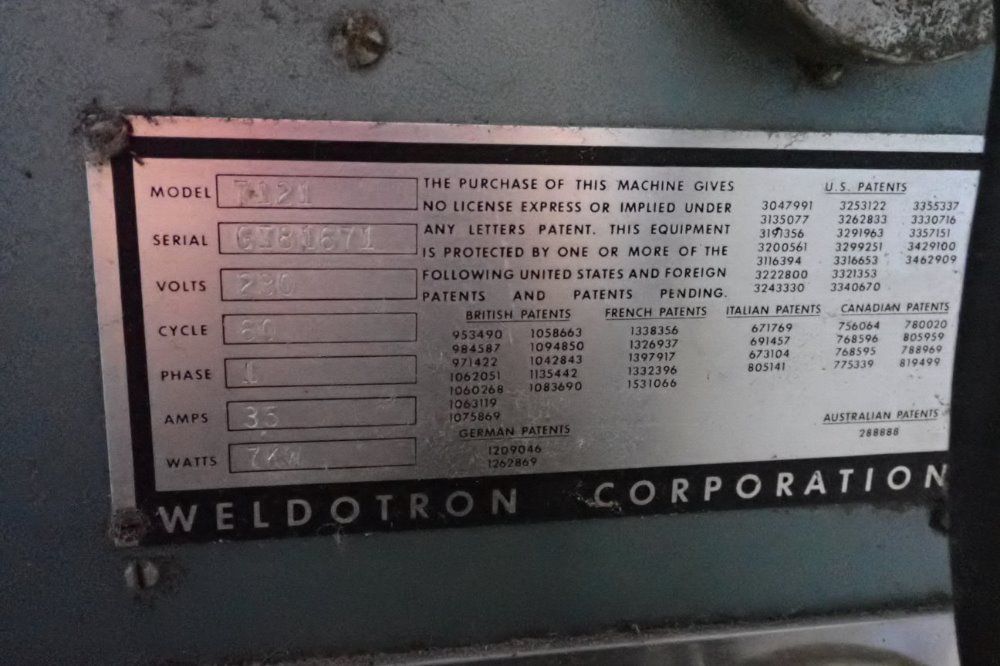 MODEL T121
SERIAL GI81671
VOLTS 230
CYCLE 60
PHASE 1
AMPS 35
WATTS 7KW
THE PURCHASE OF THIS MACHINE GIVES
NO LICENSE EXPRESS OR IMPLIED UNDER
ANY LETTERS PATENT. THIS EQUIPMENT
IS PROTECTED BY ONE OR MORE OF THE
FOLLOWING UNITED STATES AND FOREIGN
PATENTS AND PATENTS PENDING.
U.S. PATENTS
3047991 3253122 3355337
3135077 3262833 3330716
3191356 3291963 3357151
3200561 3299251 3429100
3116394 3316653 3462909
3222800 3321353
3243330 3340670
BRITISH PATENTS
953490 1058663
984587 1094850
971422 1042843
1062051 1135442
1060268 1083690
1063119
1075869
GERMAN PATENTS
1209046
1262869
FRENCH PATENTS
1338356
1326937
1397917
1332396
1531066
ITALIAN PATENTS
671769
691457
673104
805141
CANADIAN PATENTS
756064 780020
768596 805959
768595 788969
775339 819499
AUSTRALIAN PATENTS
288888
WELDOTRON CORPORATION